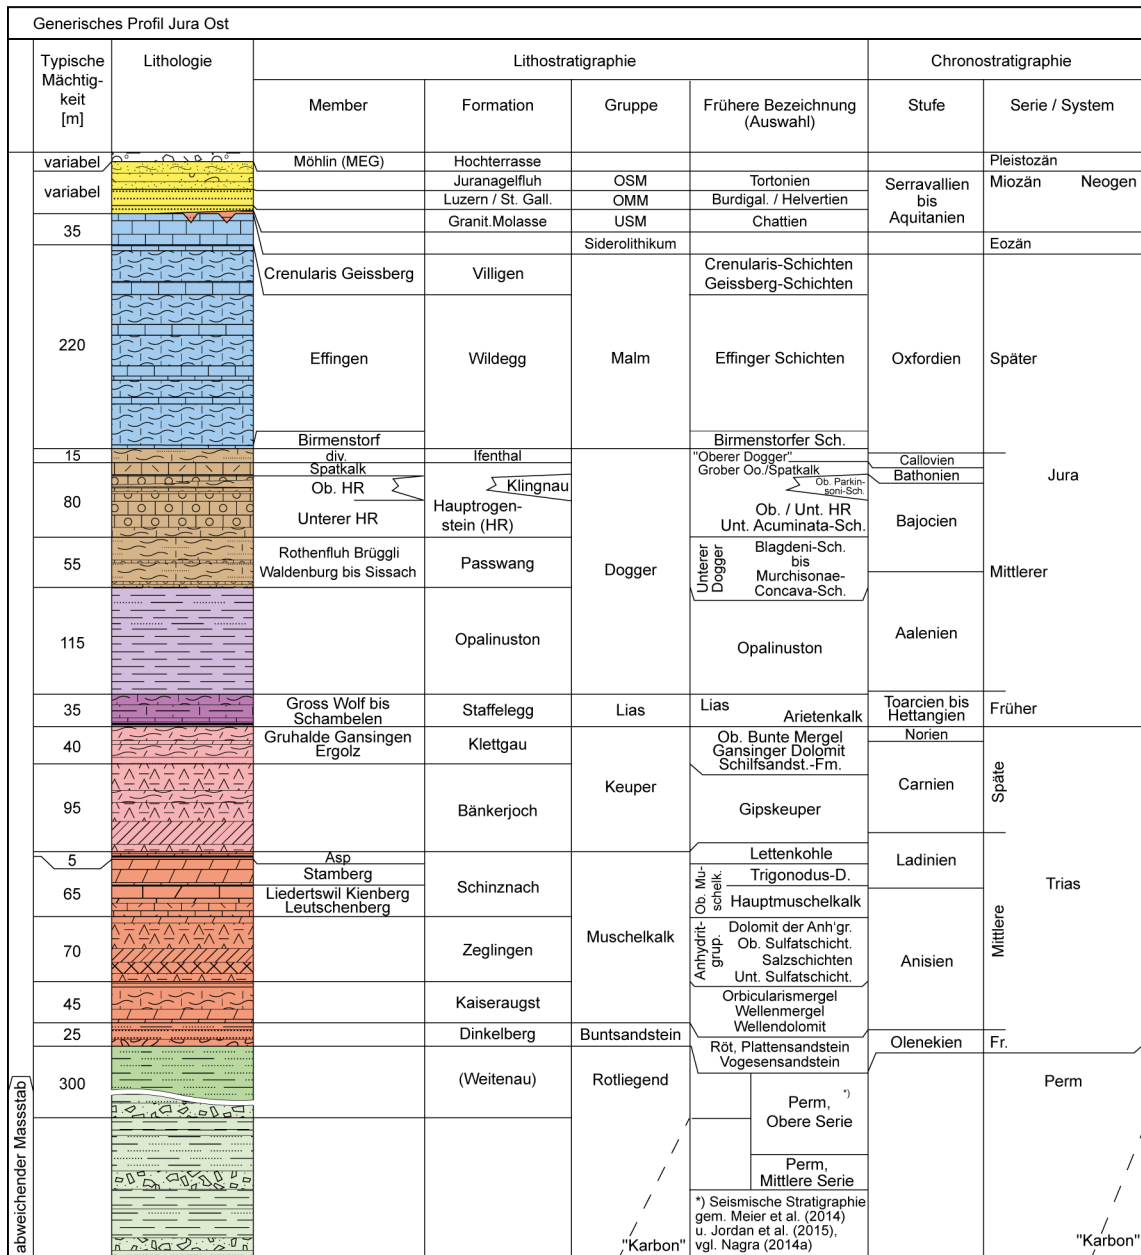 Generisches Profil Jura Ost
Typische
Mächtig-
keit
[m]
Lithologie
Lithostratigraphie
Chronostratigraphie
Member
Formation
Gruppe
Frühere Bezeichnung
(Auswahl)
Stufe
Serie / System
variabel
Möhlin (MEG)
Hochterrasse
Pleistozän
variabel
Juranagelfluh
OSM
Tortonien
Serravallien
bis
Aquitanien
Miozän
Neogen
Luzern / St. Gall.
OMM
Burdigal. / Helvertien
35
Granit.Molasse
USM
Chattien
Siderolithikum
Eozän
220
Crenularis Geissberg
Villigen
Crenularis-Schichten
Geissberg-Schichten
Effingen
Wildegg
Malm
Effinger Schichten
Oxfordien
Später
Birmenstorf
Birmenstorfer Sch.
15
div.
Ifenthal
"Oberer Dogger"
Callovien
Spatkalk
Grober Oo./Spatkalk
Bathonien
Jura
80
Ob. HR
Klingnau
Ob. Parkin-
soni-Sch.
Unterer HR
Hauptrogen-
stein (HR)
Ob. / Unt. HR
Unt. Acuminata-Sch.
Bajocien
55
Rothenfluh Brüggli
Waldenburg bis Sissach
Passwang
Dogger
Unterer
Dogger
Blagdeni-Sch.
bis
Murchisonae-
Concava-Sch.
Mittlerer
115
Opalinuston
Opalinuston
Aalenien
35
Gross Wolf bis
Schambelen
Staffelegg
Lias
Lias
Arietenkalk
Toarcien bis
Hettangien
Früher
40
Gruhalde Gansingen
Ergolz
Klettgau
Ob. Bunte Mergel
Gansinger Dolomit
Schilfsandst.-Fm.
Norien
95
Bänkerjoch
Keuper
Gipskeuper
Carnien
Späte
5
Asp
Lettenkohle
Ladinien
65
Stamberg
Schinznach
Ob. Mu-
schelk.
Trigonodus-D.
Trias
Liedertswil Kienberg
Leutschenberg
Hauptmuschelkalk
70
Zeglingen
Muschelkalk
Anhydrit-
grup.
Dolomit der Anh'gr.
Ob. Sulfatschicht.
Salzschichten
Unt. Sulfatschicht.
Anisien
Mittlere
45
Kaiseraugst
Orbicularismergel
Wellenmergel
Wellendolomit
25
Dinkelberg
Buntsandstein
Röt, Plattensandstein
Vogesensandstein
Olenekien
Fr.
300
(Weitenau)
Rotliegend
Perm
Perm, *)
Obere Serie
Perm,
Mittlere Serie
abweichender Massstab
"Karbon"
*) Seismische Stratigraphie
gem. Meier et al. (2014)
u. Jordan et al. (2015),
vgl. Nagra (2014a)
"Karbon"